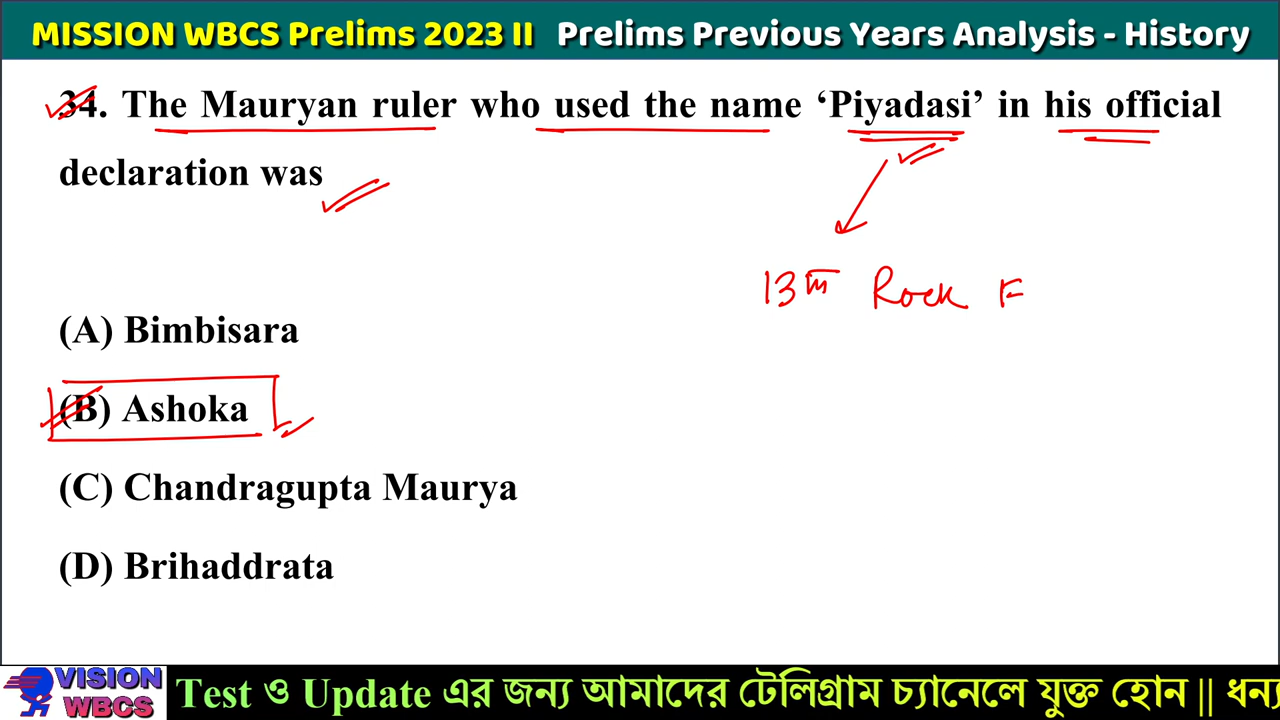 MISSION WBCS Prelims 2023 II Prelims Previous Years Analysis - History
34. The Mauryan ruler who used the name ‘Piyadasi’ in his official
declaration was
13th Rock E
(A) Bimbisara
(B) Ashoka
(C) Chandragupta Maurya
(D) Brihaddrata
VISION
WBCS
Test ও Update এর জন্য আমাদের টেলিগ্রাম চ্যানেলে যুক্ত হোন || ধন্য